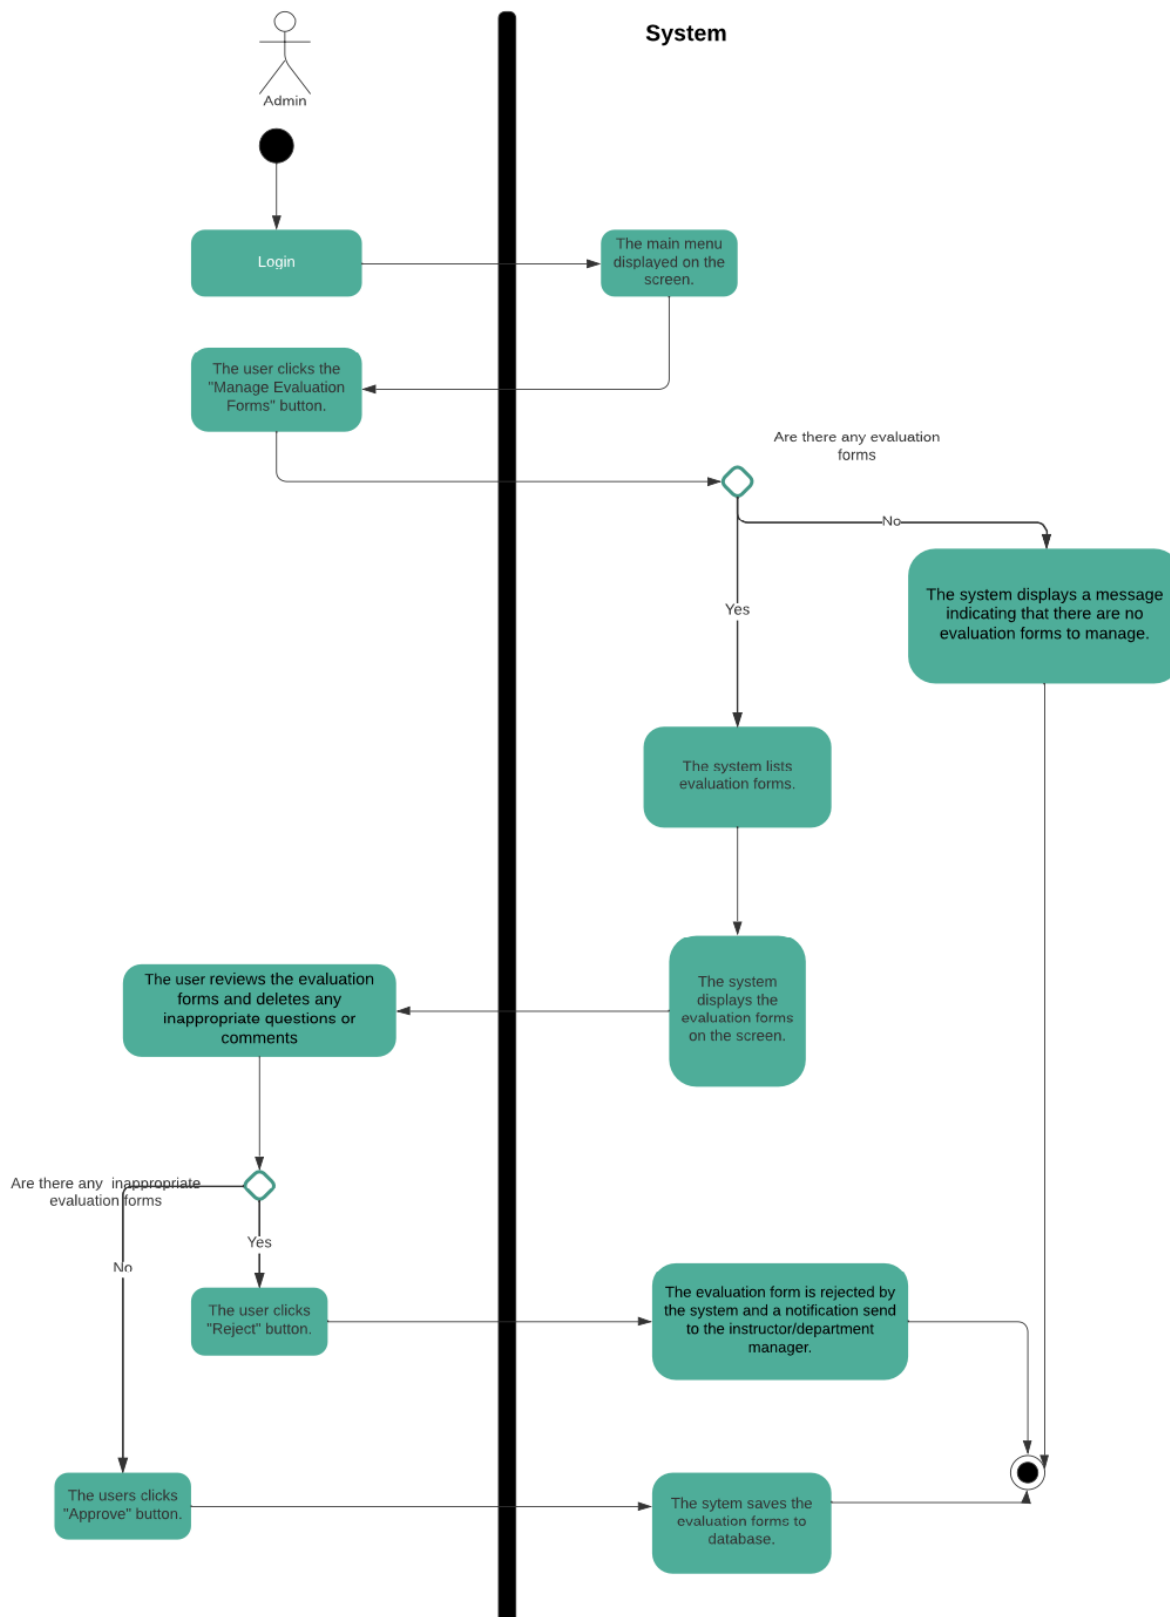 System
Admin
Login
The main menu
displayed on the
screen.
The user clicks the
"Manage Evaluation
Forms" button.
Are there any evaluation
forms
No
Yes
The system displays a message
indicating that there are no
evaluation forms to manage.
The system lists
evaluation forms.
The system
displays the
evaluation forms
on the screen.
The user reviews the evaluation
forms and deletes any
inappropriate questions or
comments
Are there any  inappropriate
evaluation forms
Yes
No
The user clicks
"Reject" button.
The evaluation form is rejected by
the system and a notification send
to the instructor/department
manager.
The users clicks
"Approve" button.
The sytem saves the
evaluation forms to
database.